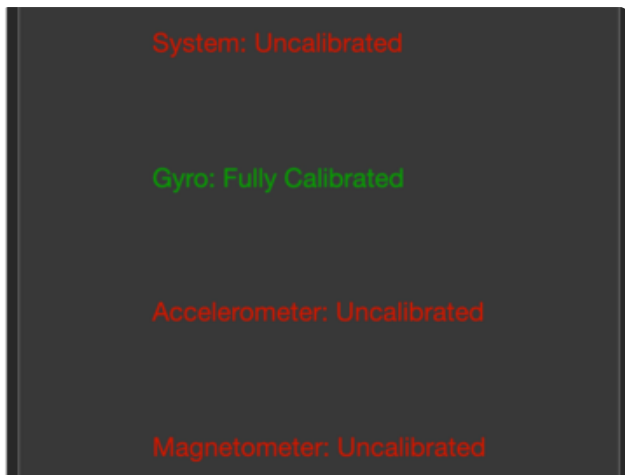 System: Uncalibrated
Gyro: Fully Calibrated
Accelerometer: Uncalibrated
Magnetometer: Uncalibrated